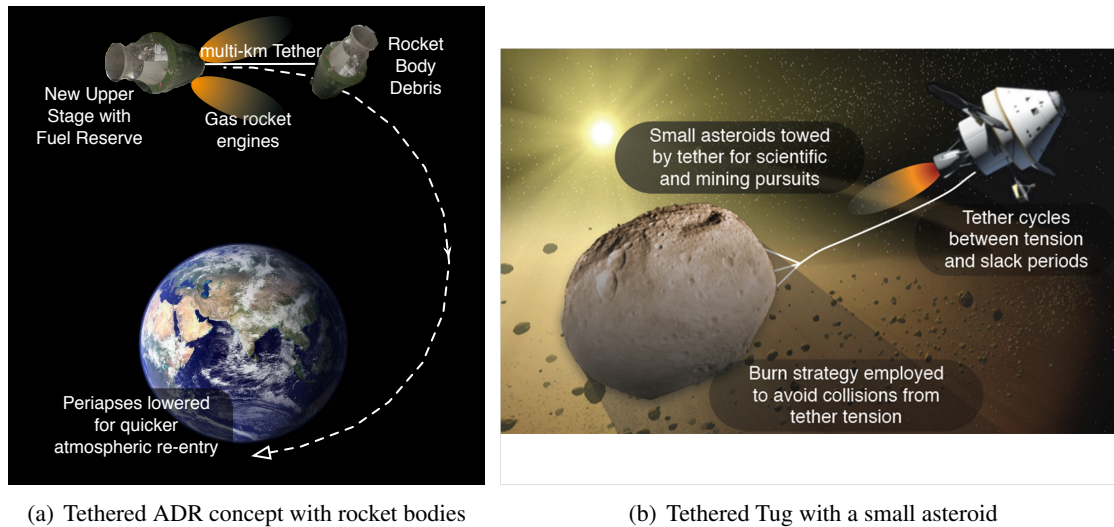 multi-km Tether
Rocket
Body
Debris
New Upper
Stage with
Fuel Reserve
Gas rocket
engines
Periapses lowered
for quicker
atmospheric re-entry
(a) Tethered ADR concept with rocket bodies
Small asteroids towed
by tether for scientific
and mining pursuits
Tether cycles
between tension
and slack periods
Burn strategy employed
to avoid collisions from
tether tension
(b) Tethered Tug with a small asteroid